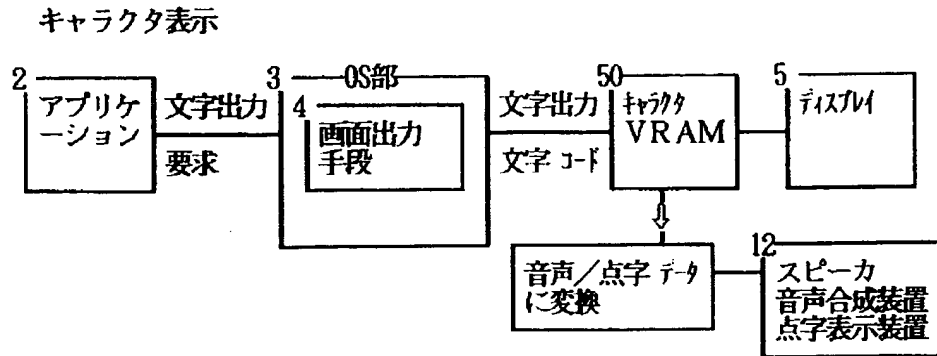 キャラクタ表示
2
アプリケ
ーション
文字出力
要求
3
OS部
4
画面出力
手段
文字出力
文字 コード
50
キャラクタ
VRAM
5
ディスプレイ
音声/点字 データ
に変換
12
スピーカ
音声合成装置
点字表示装置